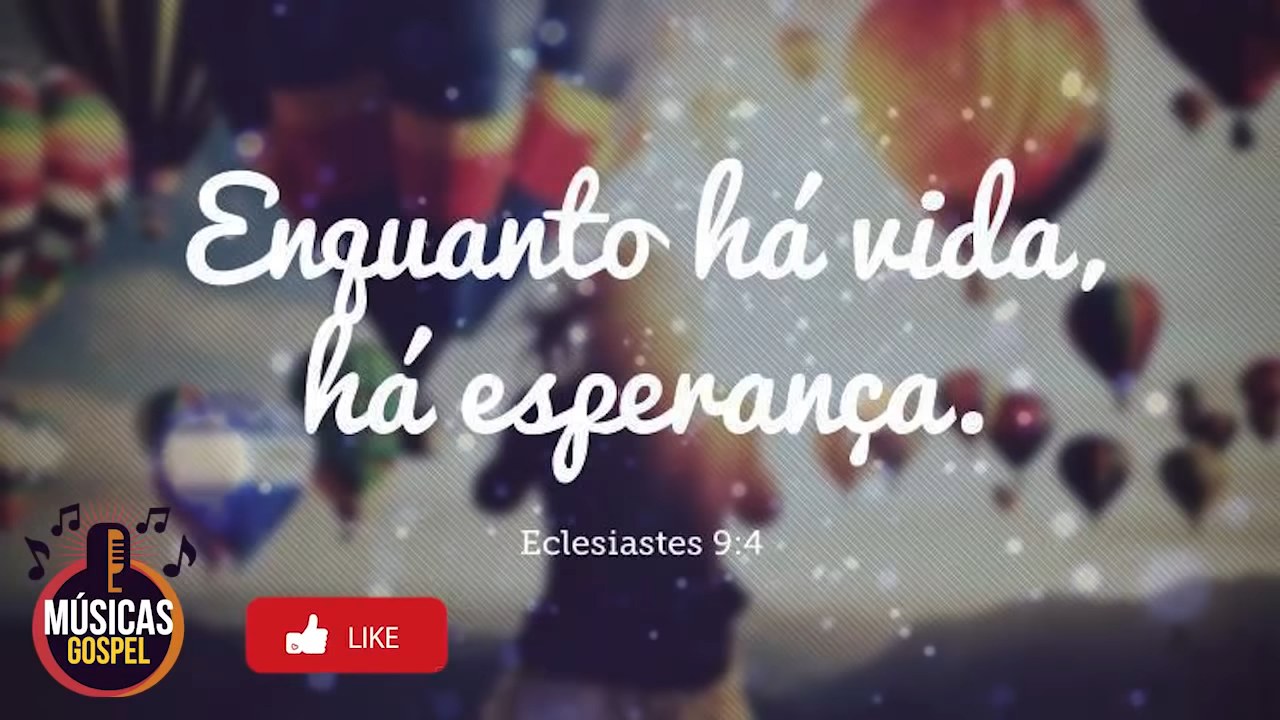 Enquanto há vida,
há esperança.
Eclesiastes 9:4
MÚSICAS
GOSPEL
LIKE